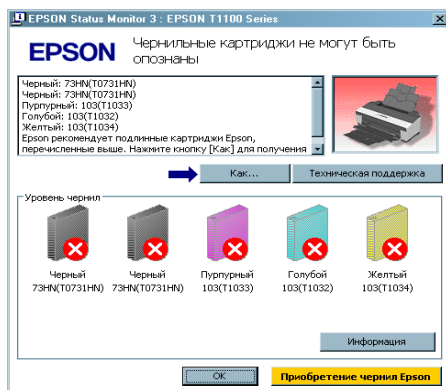 EPSON Status Monitor 3 : EPSON T1100 Series
EPSON
Чернильные картриджи не могут быть
опознаны
Черный: 73HN(T0731HN)
Черный: 73HN(T0731HN)
Пурпурный: 103(T1033)
Голубой: 103(T1032)
Желтый: 103(T1034)
Epson рекомендует подлинные картриджи Epson,
перечисленные выше. Нажмите кнопку [Как] для получения
Как...
Техническая поддержка
Уровень чернил
Черный
73HN(T0731HN)
Черный
73HN(T0731HN)
Пурпурный
103(T1033)
Голубой
103(T1032)
Желтый
103(T1034)
Информация
OK
Приобретение чернил Epson